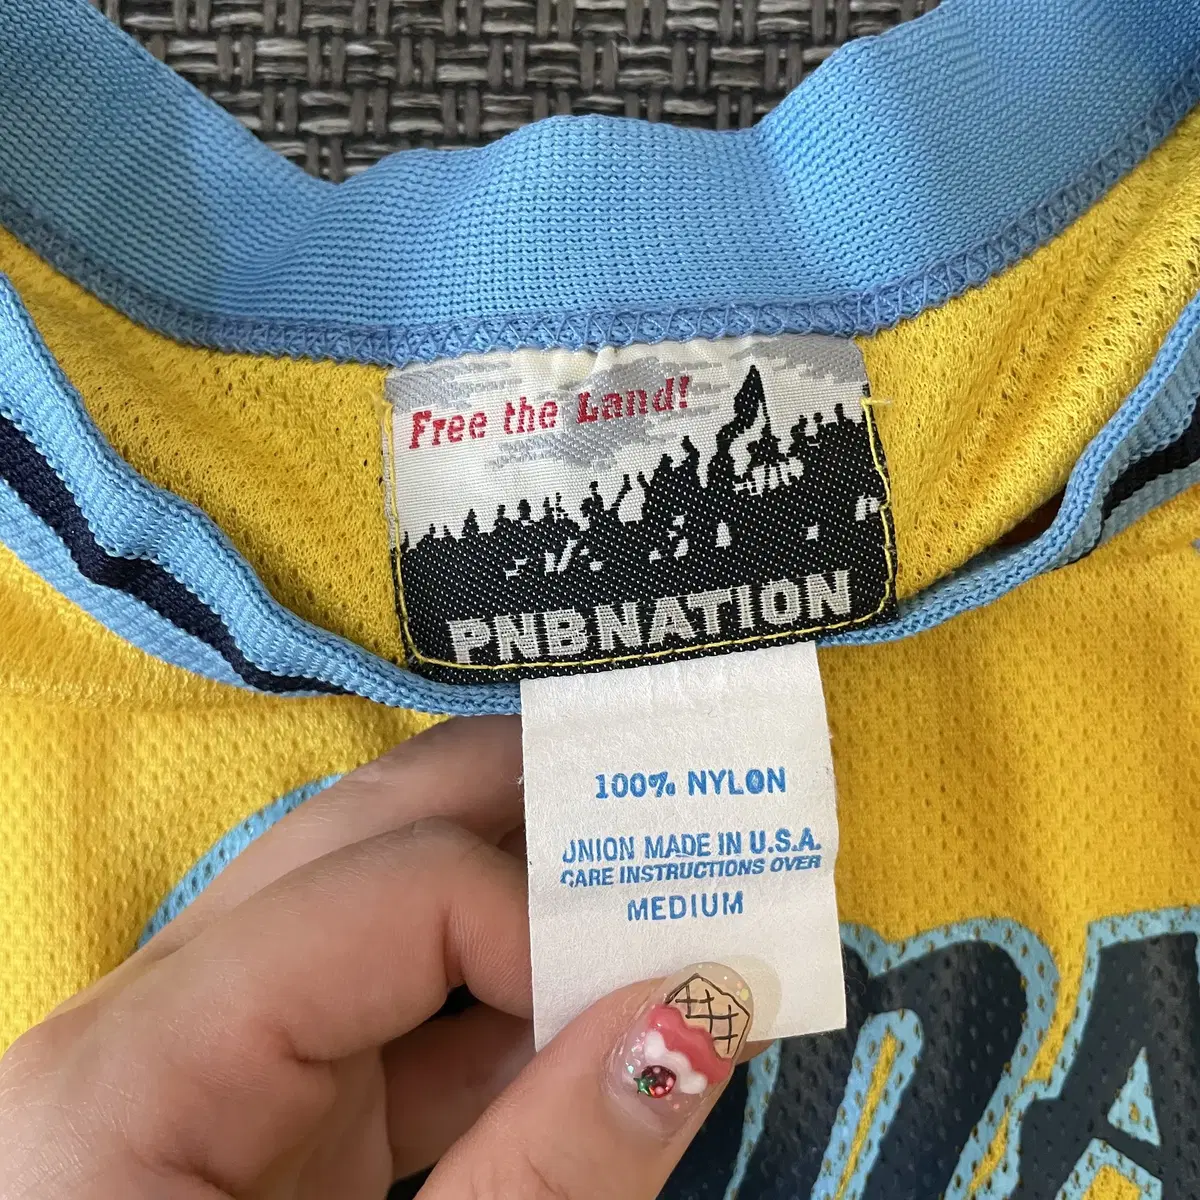 Free the Land!
PNBNATION
100% NYLON
UNION MADE IN U.S.A.
CARE INSTRUCTIONS OVER
MEDIUM